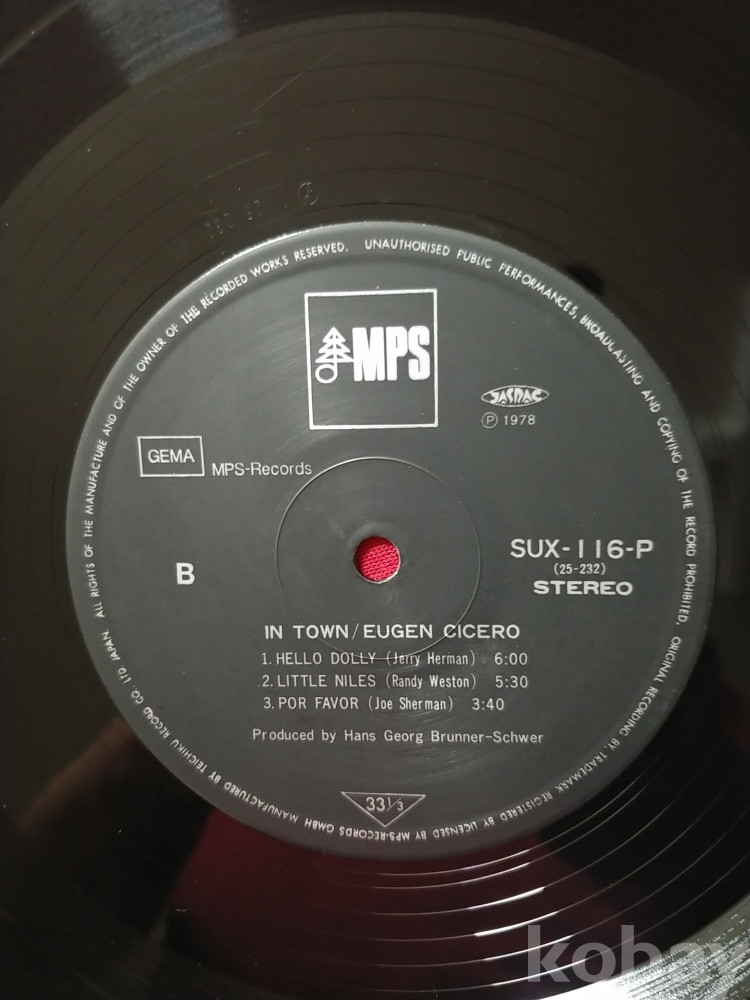 MPS
JASRAC
Ⓟ 1978
GEMA
MPS-Records
SUX-116-P
(25-232)
STEREO
B
IN TOWN/EUGEN CICERO
1. HELLO DOLLY (Jerry Herman) 6:00
2. LITTLE NILES (Randy Weston) 5:30
3. POR FAVOR (Joe Sherman) 3:40
Produced by Hans Georg Brunner-Schwer
33 1/3
ALL RIGHTS OF THE MANUFACTURE AND OF THE OWNER OF THE RECORDED WORKS RESERVED. UNAUTHORISED PUBLIC PERFORMANCES, BROADCASTING AND COPYING OF THE RECORD PROHIBITED. ORIGINAL RECORDING BY, TRADEMARK REGISTERED BY, LICENSED BY MPS-RECORDS GMBH MANUFACTURED BY TEICHIKU RECORD CO. LTD JAPAN.